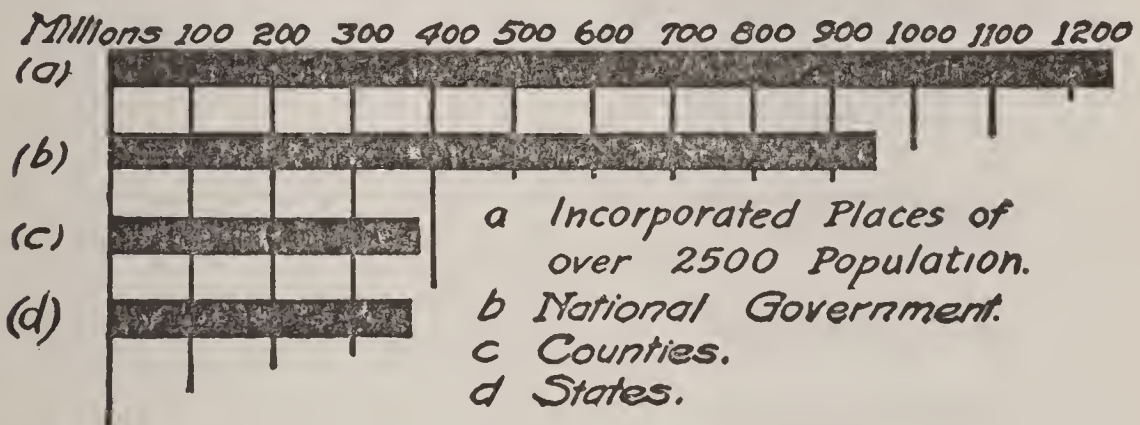 Millions 100 200 300 400 500 600 700 800 900 1000 1100 1200
(a)
(b)
(c)
(d)
a Incorporated Places of
over 2500 Population.
b National Government.
c Counties.
d States.